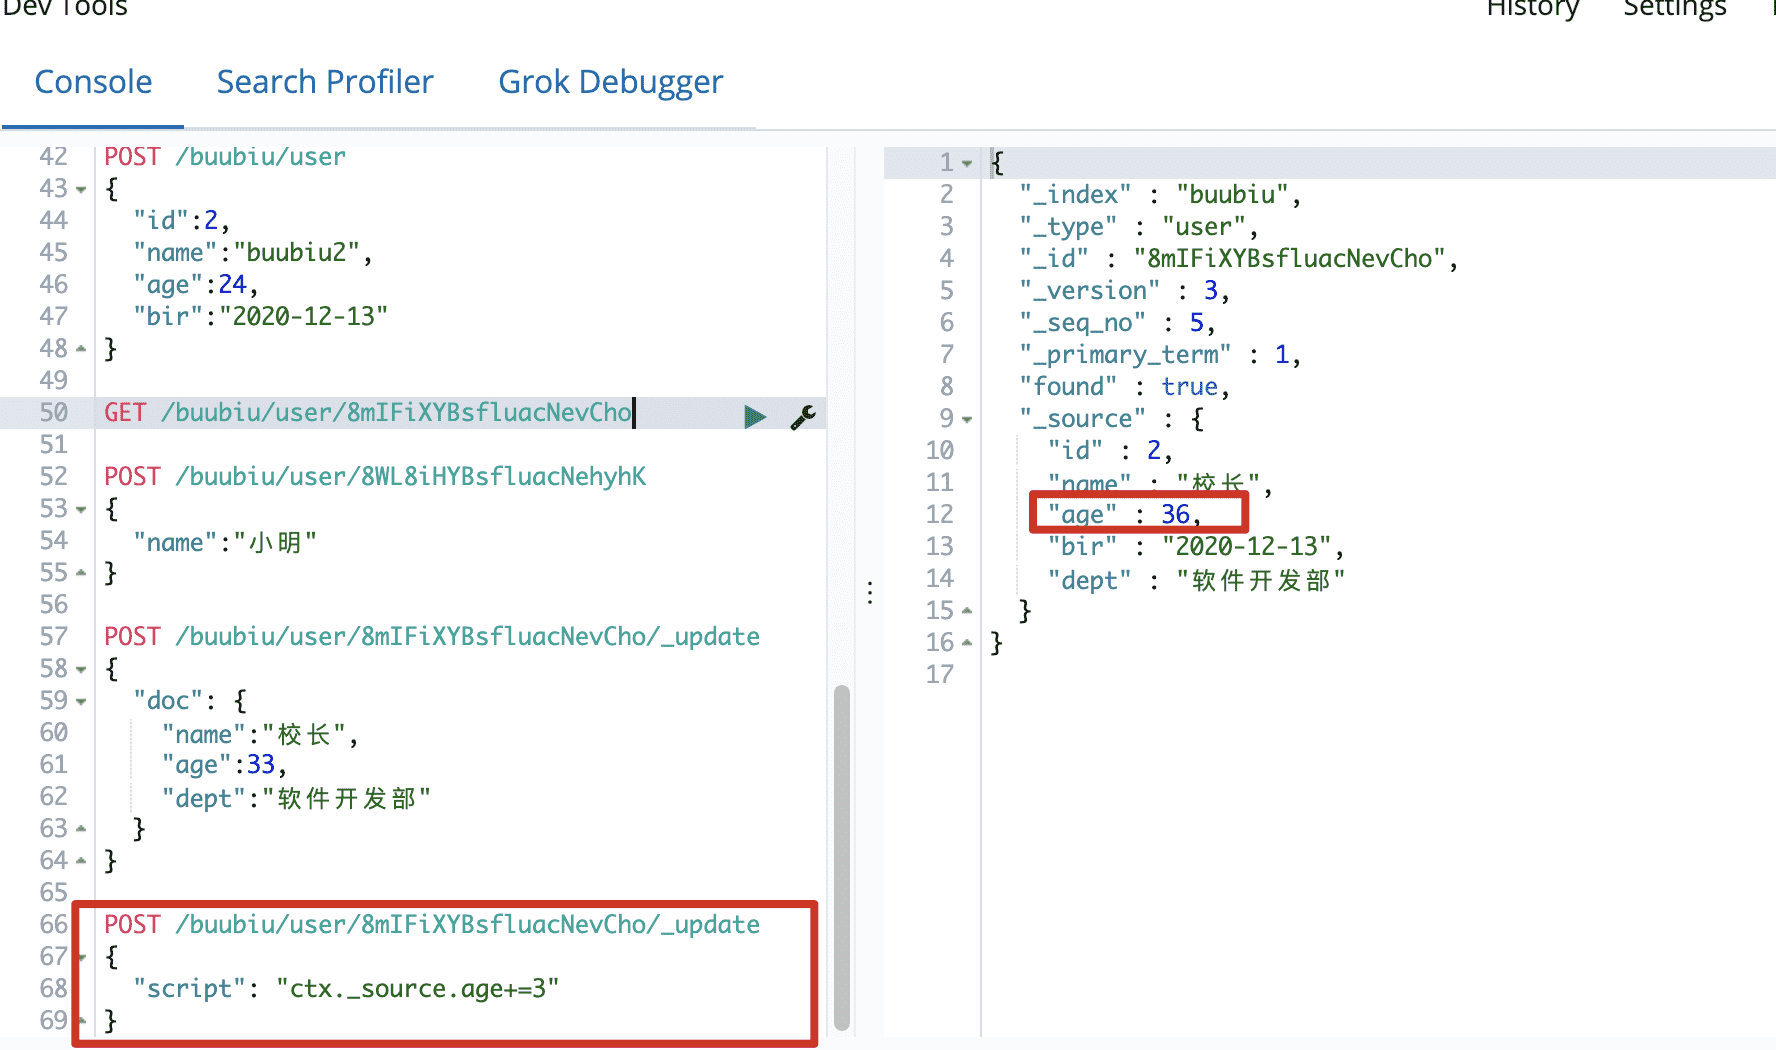 Dev Tools
History Settings
Console Search Profiler Grok Debugger
42 POST /buubiu/user
43 {
44 "id":2,
45 "name":"buubiu2",
46 "age":24,
47 "bir":"2020-12-13"
48 }
49
50 GET /buubiu/user/8mIFiXYBsfluacNevCho
51
52 POST /buubiu/user/8WL8iHYBsfluacNehyhK
53 {
54 "name":"小明"
55 }
56
57 POST /buubiu/user/8mIFiXYBsfluacNevCho/_update
58 {
59 "doc": {
60 "name":"校长",
61 "age":33,
62 "dept":"软件开发部"
63 }
64 }
65
66 POST /buubiu/user/8mIFiXYBsfluacNevCho/_update
67 {
68 "script": "ctx._source.age+=3"
69 }
1 {
2 "_index" : "buubiu",
3 "_type" : "user",
4 "_id" : "8mIFiXYBsfluacNevCho",
5 "_version" : 3,
6 "_seq_no" : 5,
7 "_primary_term" : 1,
8 "found" : true,
9 "_source" : {
10 "id" : 2,
11 "name" : "校长",
12 "age" : 36,
13 "bir" : "2020-12-13",
14 "dept" : "软件开发部"
15 }
16 }
17